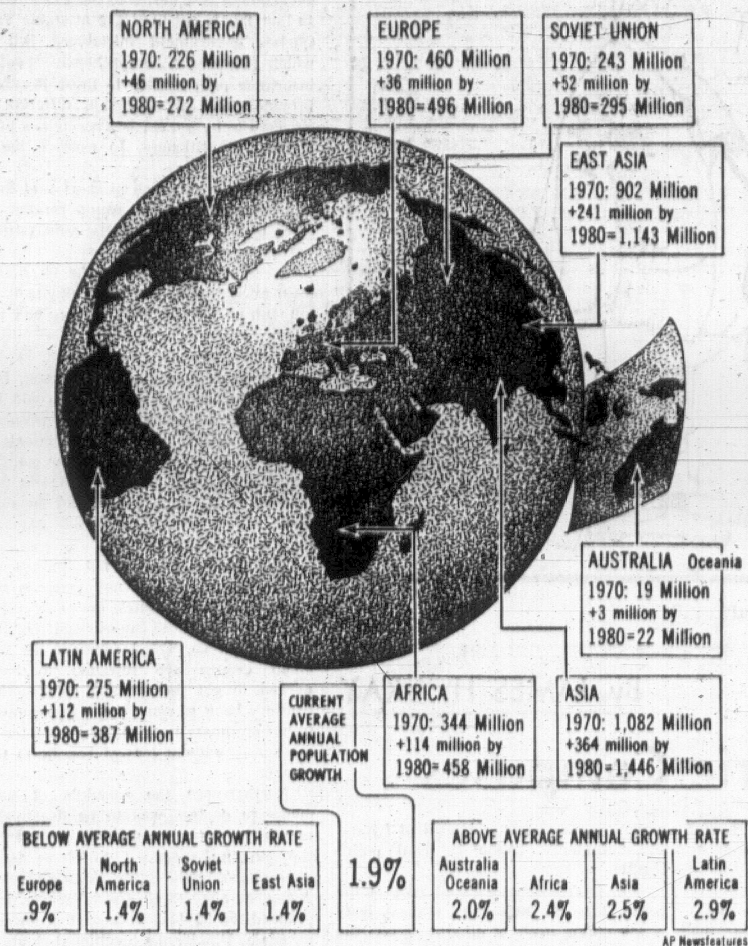 NORTH AMERICA
1970: 226 Million
+46 million by
1980=272 Million
EUROPE
1970: 460 Million
+36 million by
1980=496 Million
SOVIET UNION
1970: 243 Million
+52 million by
1980=295 Million
EAST ASIA
1970: 902 Million
+241 million by
1980=1,143 Million
AUSTRALIA Oceania
1970: 19 Million
+3 million by
1980=22 Million
LATIN AMERICA
1970: 275 Million
+112 million by
1980=387 Million
AFRICA
1970: 344 Million
+114 million by
1980=458 Million
ASIA
1970: 1,082 Million
+364 million by
1980=1,446 Million
CURRENT
AVERAGE
ANNUAL
POPULATION
GROWTH
1.9%
BELOW AVERAGE ANNUAL GROWTH RATE
Europe
.9%
North
America
1.4%
Soviet
Union
1.4%
East Asia
1.4%
ABOVE AVERAGE ANNUAL GROWTH RATE
Australia
Oceania
2.0%
Africa
2.4%
Asia
2.5%
Latin
America
2.9%
AP Newsfeatures